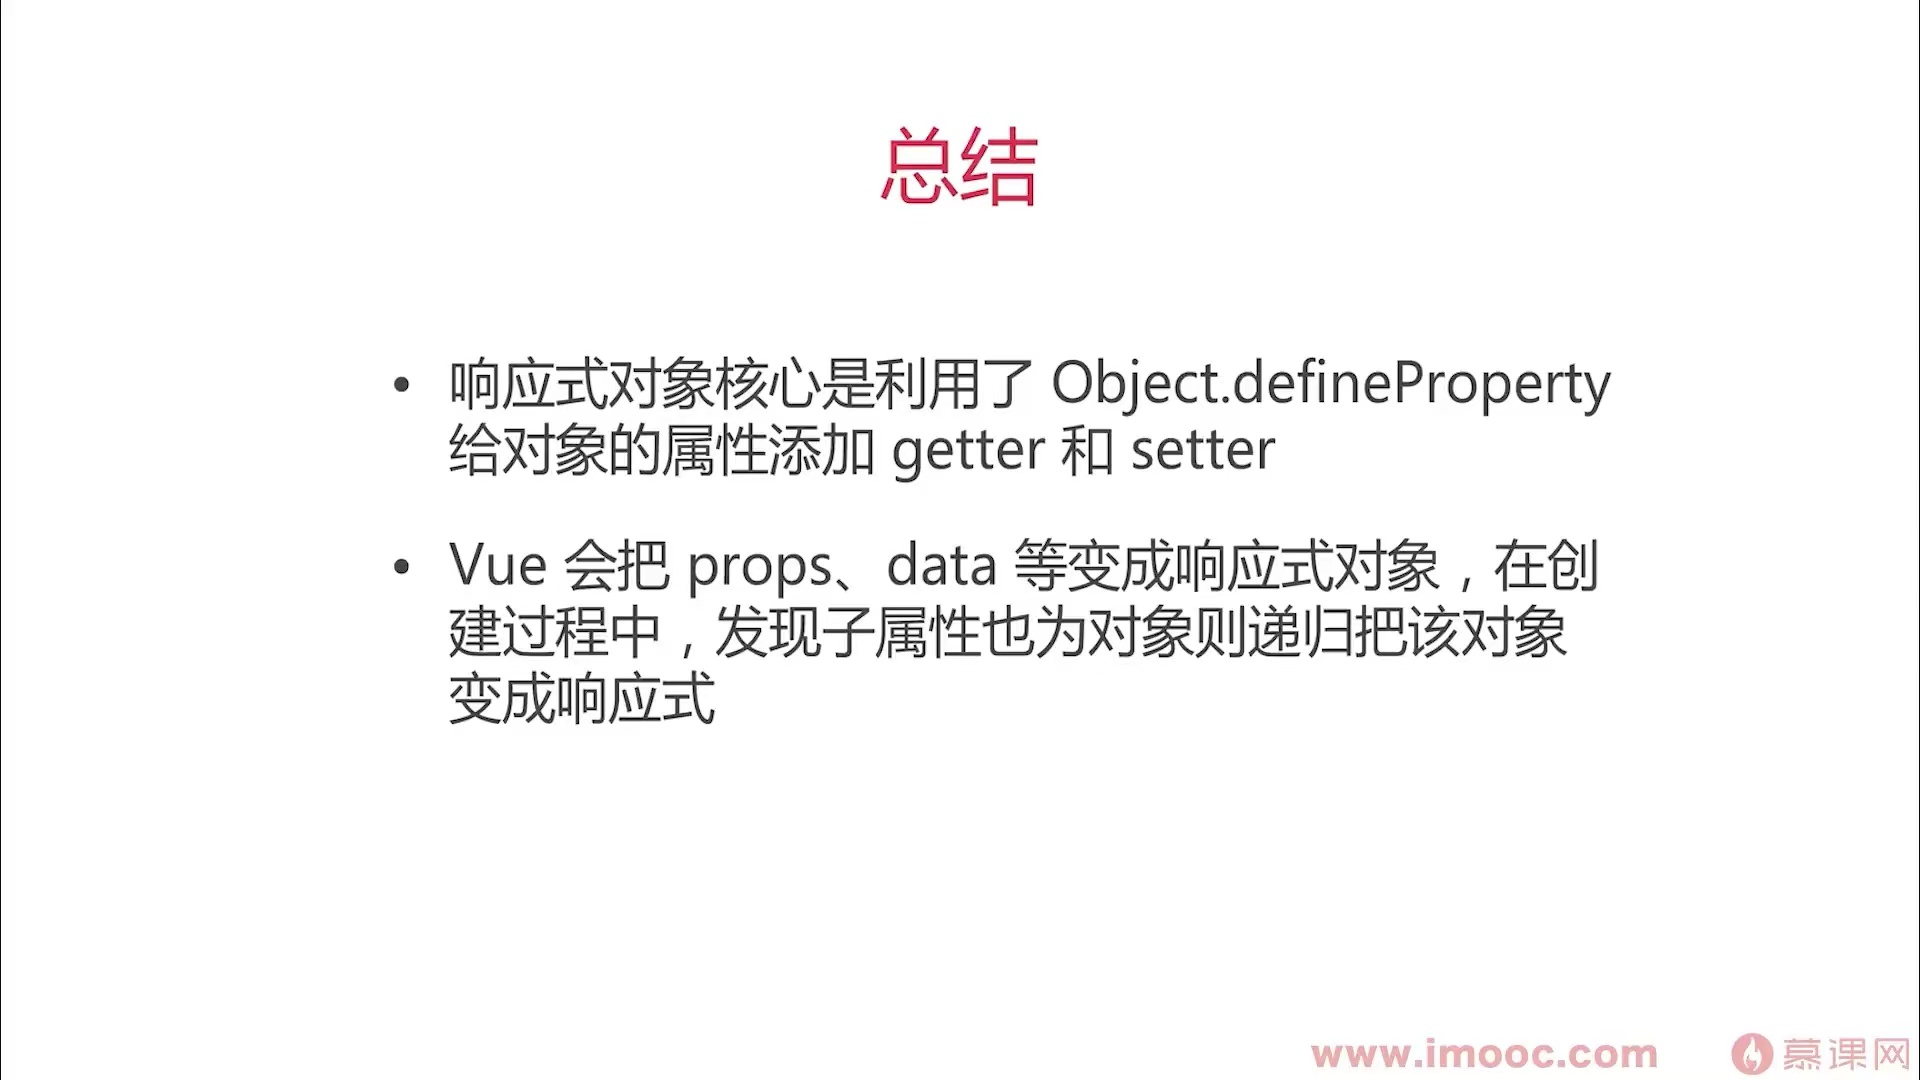 总结
• 响应式对象核心是利用了 Object.defineProperty
给对象的属性添加 getter 和 setter
• Vue 会把 props、data 等变成响应式对象，在创
建过程中，发现子属性也为对象则递归把该对象
变成响应式
www.imooc.com 慕课网